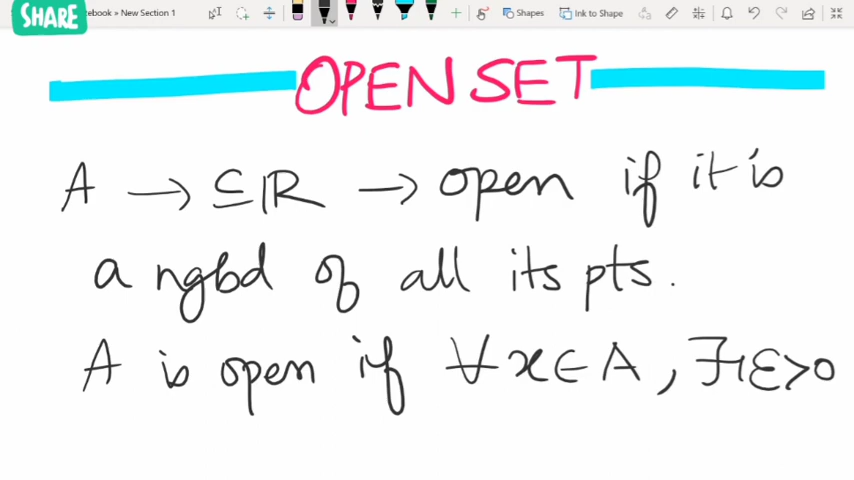 SHARE
tebook » New Section 1
Shapes
Ink to Shape
OPEN SET
A → ⊆ ℝ → open if it is
a ngbd of all its pts.
A is open if ∀ x ∈ A, ∃ ε > 0